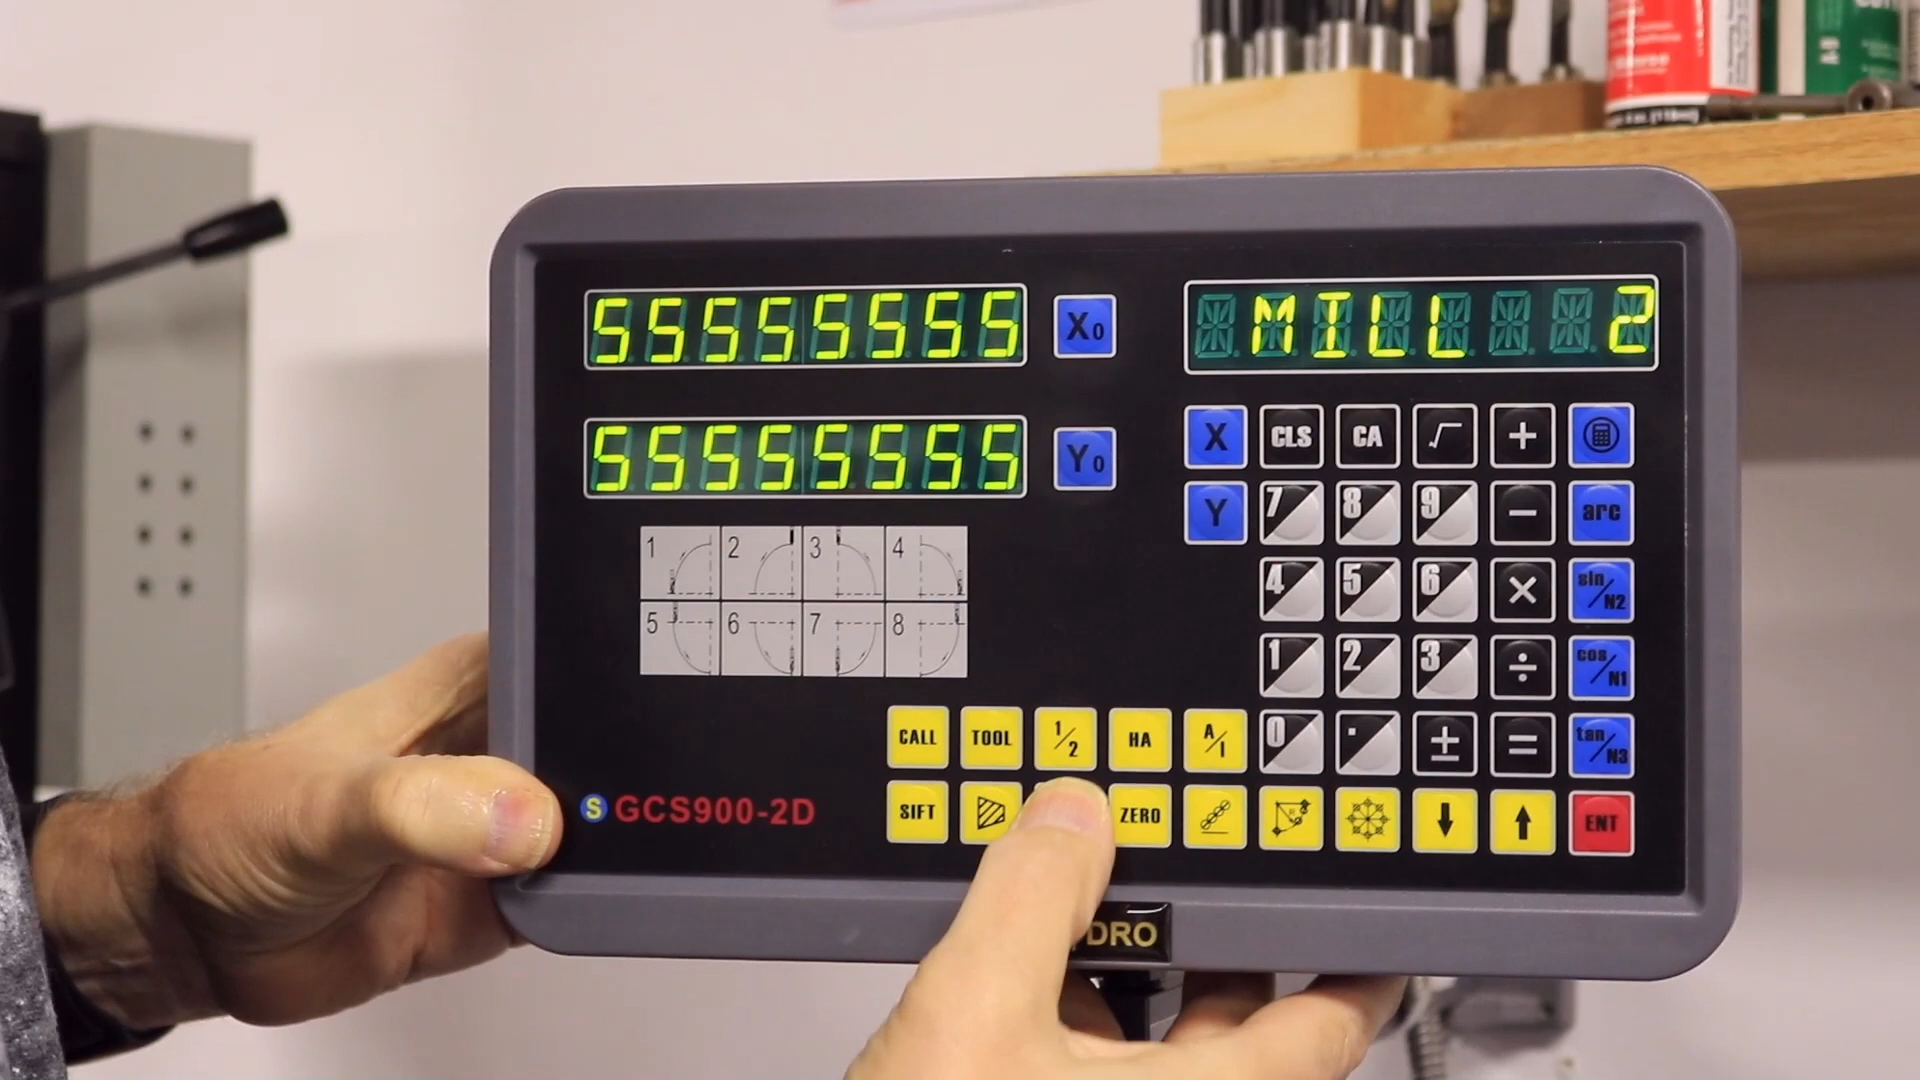 55555555
X0
MILL 2
55555555
Y0
X CLS CA √ +
Y 7 8 9 - arc
1 2 3 4
4 5 6 × sin/N2
5 6 7 8
1 2 3 ÷ cos/N1
CALL TOOL 1/2 HA A/I 0 . ± = tan/N3
S GCS900-2D
SIFT ZERO ↓ ↑ ENT
DRO